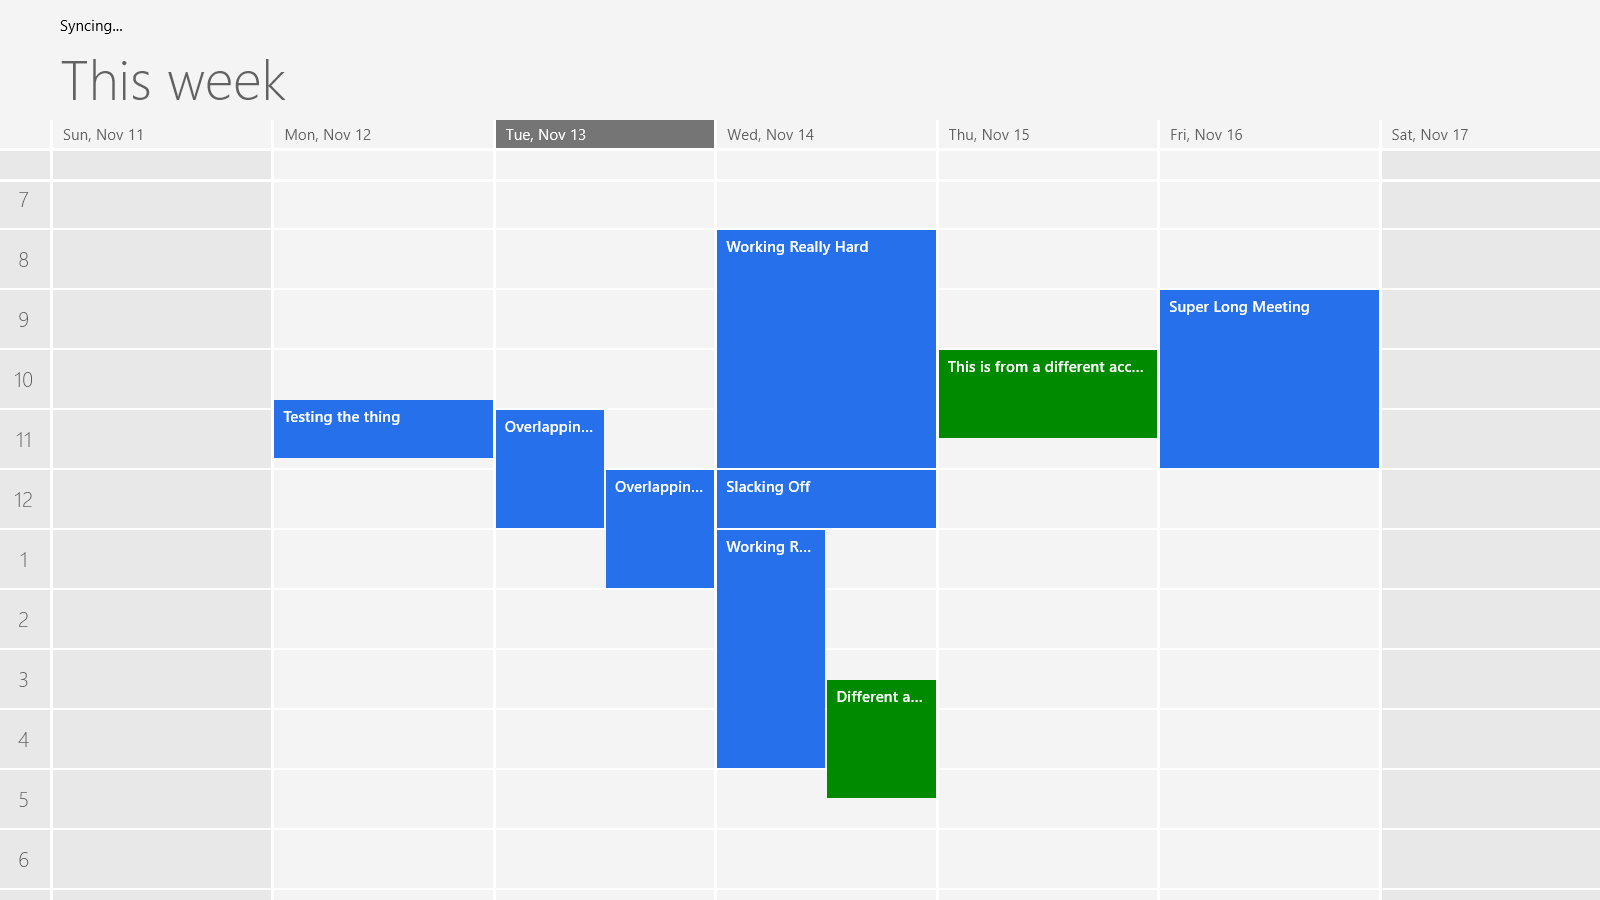 Syncing...
This week
Sun, Nov 11
Mon, Nov 12
Tue, Nov 13
Wed, Nov 14
Thu, Nov 15
Fri, Nov 16
Sat, Nov 17
7
8
Working Really Hard
9
Super Long Meeting
10
This is from a different acc...
Testing the thing
11
Overlappin...
12
Overlappin...
Slacking Off
1
Working R...
2
3
Different a...
4
5
6